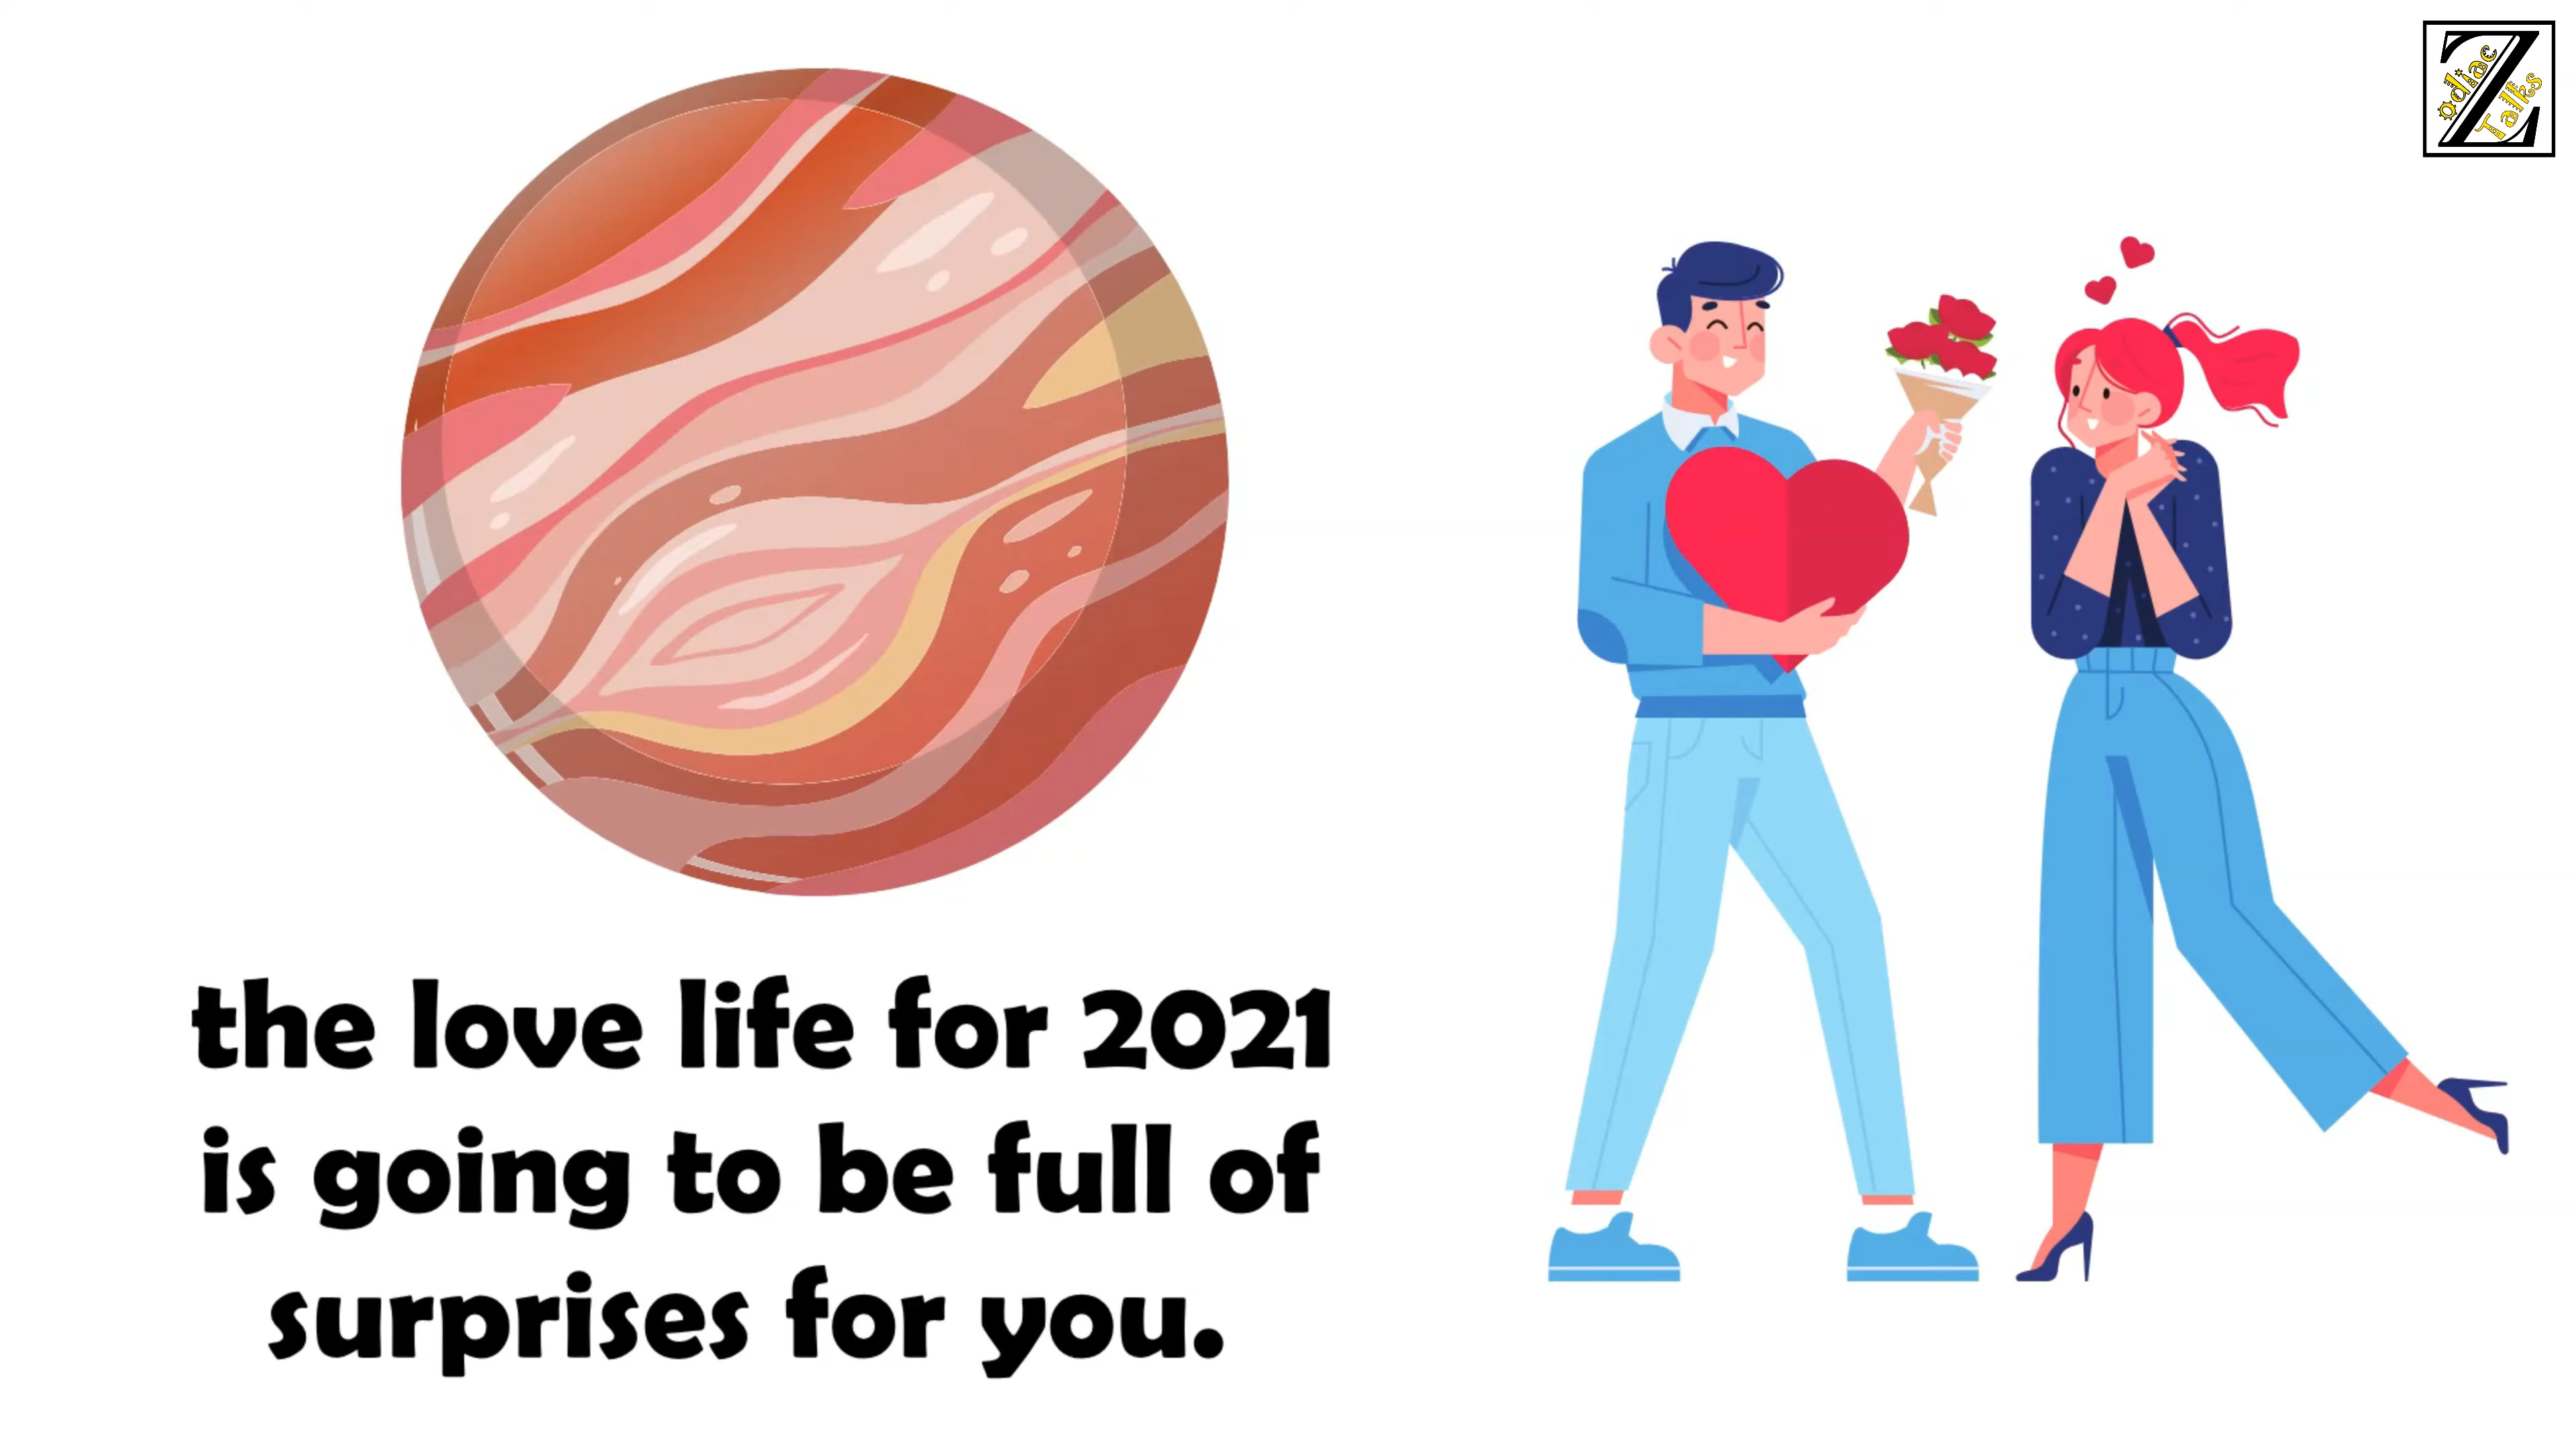 Zodiac
Talks
the love life for 2021
is going to be full of
surprises for you.